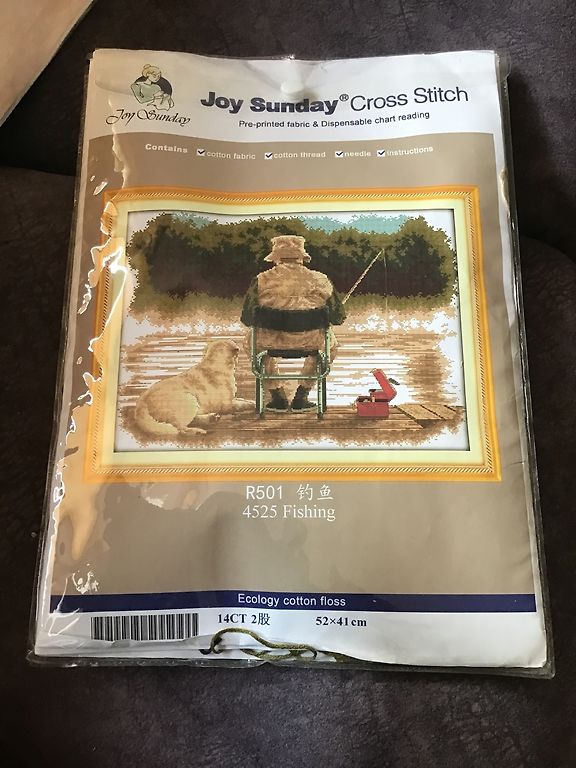 Joy Sunday
Joy Sunday® Cross Stitch
Pre-printed fabric & Dispensable chart reading
Contains cotton fabric cotton thread needle instructions
R501 钓鱼
4525 Fishing
Ecology cotton floss
14CT 2股 52×41cm